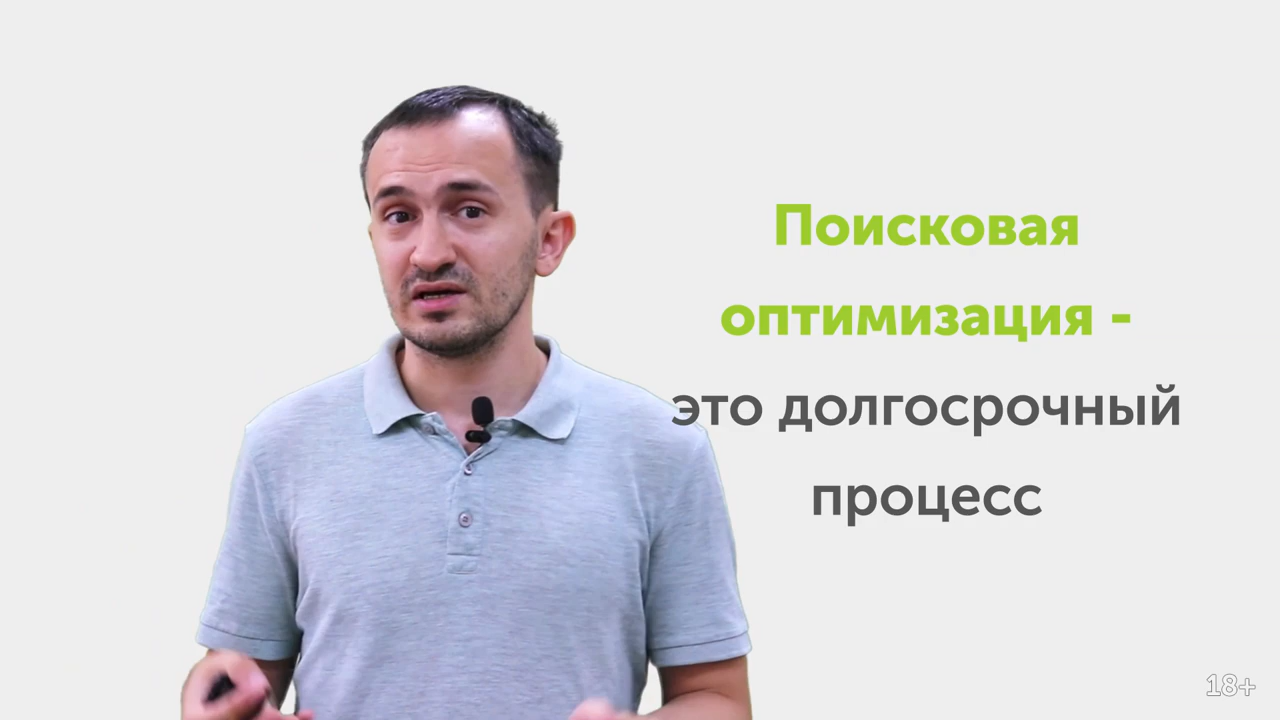 Поисковая
оптимизация -
это долгосрочный
процесс
18+